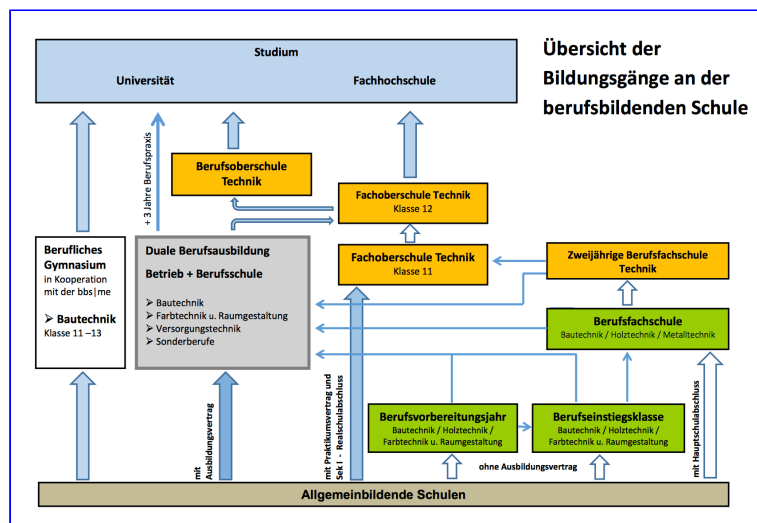 Übersicht der
Bildungsgänge an der
berufsbildenden Schule
Studium
Universität
Fachhochschule
+ 3 Jahre Berufspraxis
Berufsoberschule
Technik
Fachoberschule Technik
Klasse 12
Berufliches
Gymnasium
in Kooperation
mit der bbs|me
➢ Bautechnik
Klasse 11 –13
Duale Berufsausbildung
Betrieb + Berufsschule
➢ Bautechnik
➢ Farbtechnik u. Raumgestaltung
➢ Versorgungstechnik
➢ Sonderberufe
Fachoberschule Technik
Klasse 11
Zweijährige Berufsfachschule
Technik
Berufsfachschule
Bautechnik / Holztechnik / Metalltechnik
Berufsvorbereitungsjahr
Bautechnik / Holztechnik /
Farbtechnik u. Raumgestaltung
Berufseinstiegsklasse
Bautechnik / Holztechnik /
Farbtechnik u. Raumgestaltung
mit
Ausbildungsvertrag
mit Praktikumsvertrag und
Sek I - Realschulabschluss
ohne Ausbildungsvertrag
mit Hauptschulabschluss
Allgemeinbildende Schulen